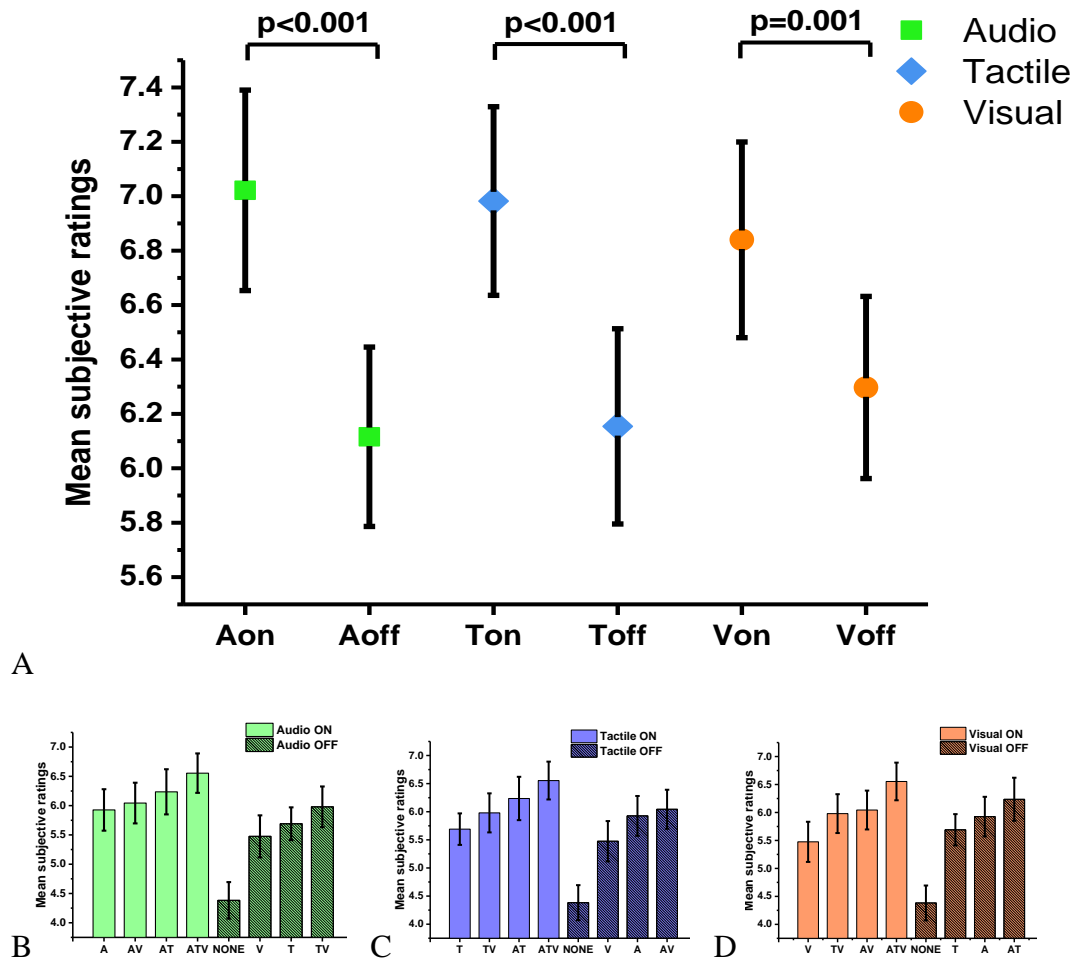 p<0.001 p<0.001 p=0.001
Audio
Tactile
Visual
Mean subjective ratings
7.4
7.2
7.0
6.8
6.6
6.4
6.2
6.0
5.8
5.6
Aon Aoff Ton Toff Von Voff
A
Audio ON
Audio OFF
Mean subjective ratings
7.0
6.5
6.0
5.5
5.0
4.5
4.0
A AV AT ATV NONE V T TV
B
Tactile ON
Tactile OFF
Mean subjective ratings
7.0
6.5
6.0
5.5
5.0
4.5
4.0
T TV AT ATV NONE V A AV
C
Visual ON
Visual OFF
Mean subjective ratings
7.0
6.5
6.0
5.5
5.0
4.5
4.0
V TV AV ATV NONE T A AT
D